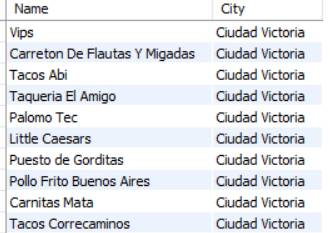 Name City
Vips Ciudad Victoria
Carreton De Flautas Y Migadas Ciudad Victoria
Tacos Abi Ciudad Victoria
Taqueria El Amigo Ciudad Victoria
Palomo Tec Ciudad Victoria
Little Caesars Ciudad Victoria
Puesto de Gorditas Ciudad Victoria
Pollo Frito Buenos Aires Ciudad Victoria
Carnitas Mata Ciudad Victoria
Tacos Correcaminos Ciudad Victoria